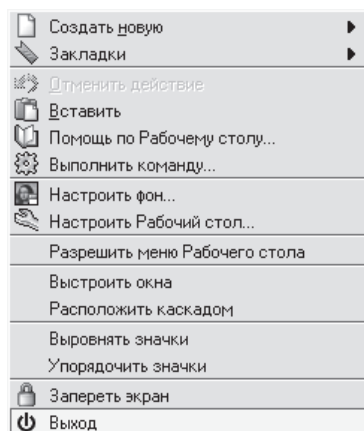 Создать новую
Закладки
Отменить действие
Вставить
Помощь по Рабочему столу...
Выполнить команду...
Настроить фон...
Настроить Рабочий стол...
Разрешить меню Рабочего стола
Выстроить окна
Расположить каскадом
Выровнять значки
Упорядочить значки
Запереть экран
Выход